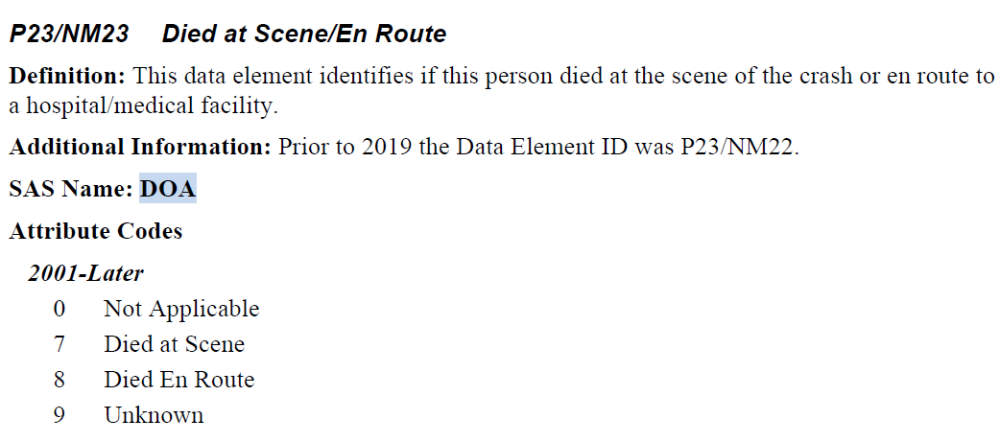 P23/NM23 Died at Scene/En Route
Definition: This data element identifies if this person died at the scene of the crash or en route to
a hospital/medical facility.
Additional Information: Prior to 2019 the Data Element ID was P23/NM22.
SAS Name: DOA
Attribute Codes
2001-Later
0 Not Applicable
7 Died at Scene
8 Died En Route
9 Unknown